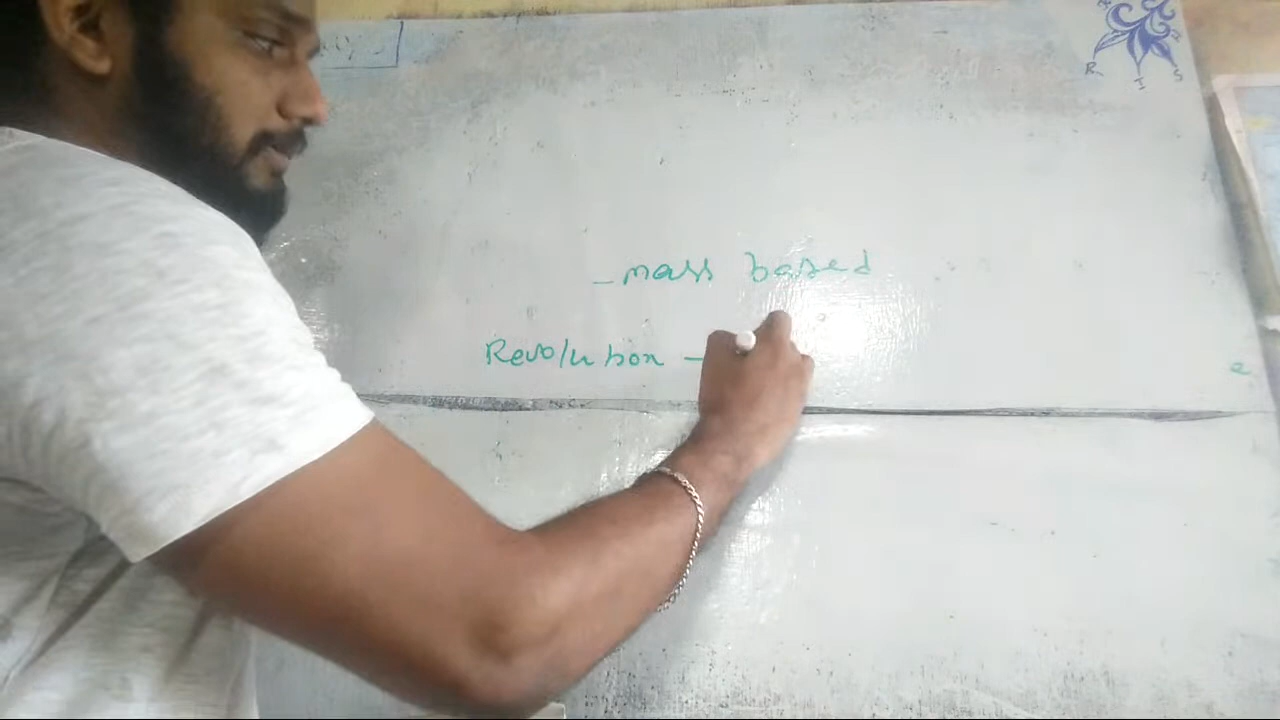 - mass based
Revolution -
e
R I S